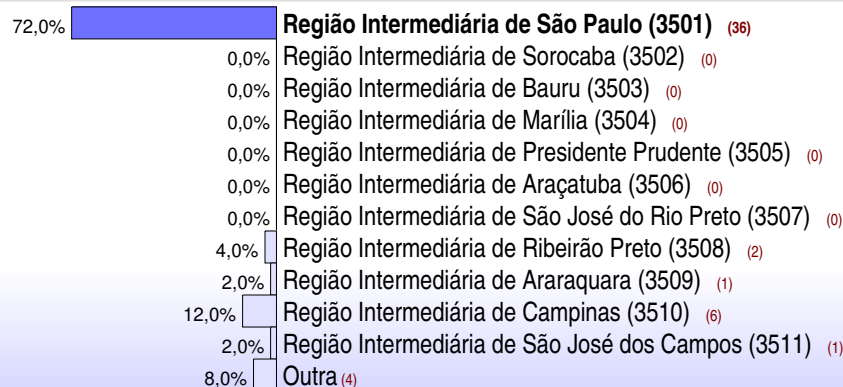 72,0% Região Intermediária de São Paulo (3501) (36)
0,0% Região Intermediária de Sorocaba (3502) (0)
0,0% Região Intermediária de Bauru (3503) (0)
0,0% Região Intermediária de Marília (3504) (0)
0,0% Região Intermediária de Presidente Prudente (3505) (0)
0,0% Região Intermediária de Araçatuba (3506) (0)
0,0% Região Intermediária de São José do Rio Preto (3507) (0)
4,0% Região Intermediária de Ribeirão Preto (3508) (2)
2,0% Região Intermediária de Araraquara (3509) (1)
12,0% Região Intermediária de Campinas (3510) (6)
2,0% Região Intermediária de São José dos Campos (3511) (1)
8,0% Outra (4)